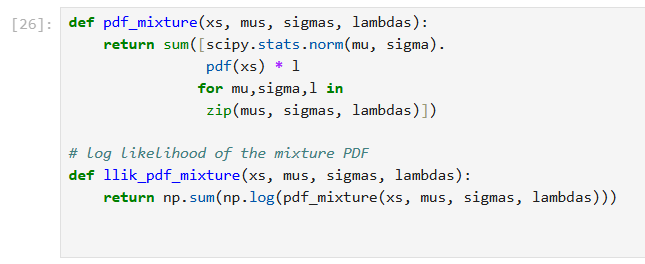 [26]:
def pdf_mixture(xs, mus, sigmas, lambdas):
    return sum([scipy.stats.norm(mu, sigma).
                pdf(xs) * l
               for mu,sigma,l in
                zip(mus, sigmas, lambdas)])

# log likelihood of the mixture PDF
def llik_pdf_mixture(xs, mus, sigmas, lambdas):
    return np.sum(np.log(pdf_mixture(xs, mus, sigmas, lambdas)))